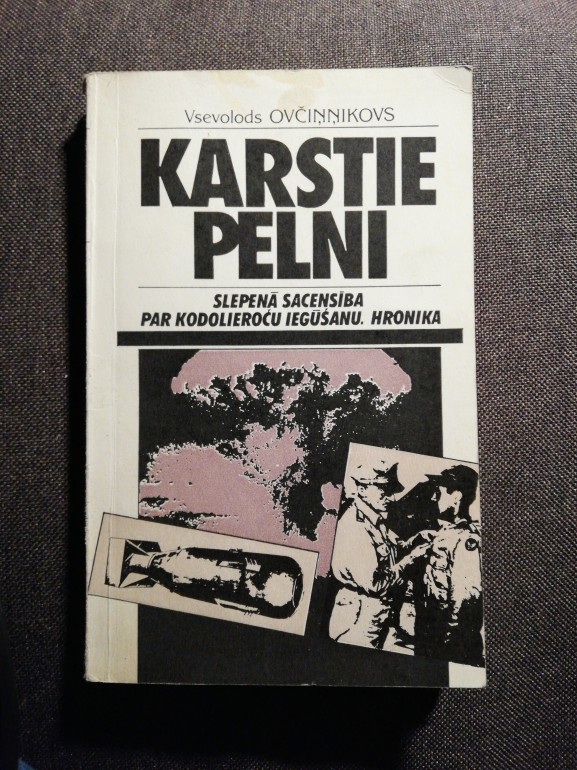 Vsevolods OVČIŅŅIKOVS
KARSTIE
PELNI
SLEPENĀ SACENSĪBA
PAR KODOLIEROČU IEGŪŠANU. HRONIKA